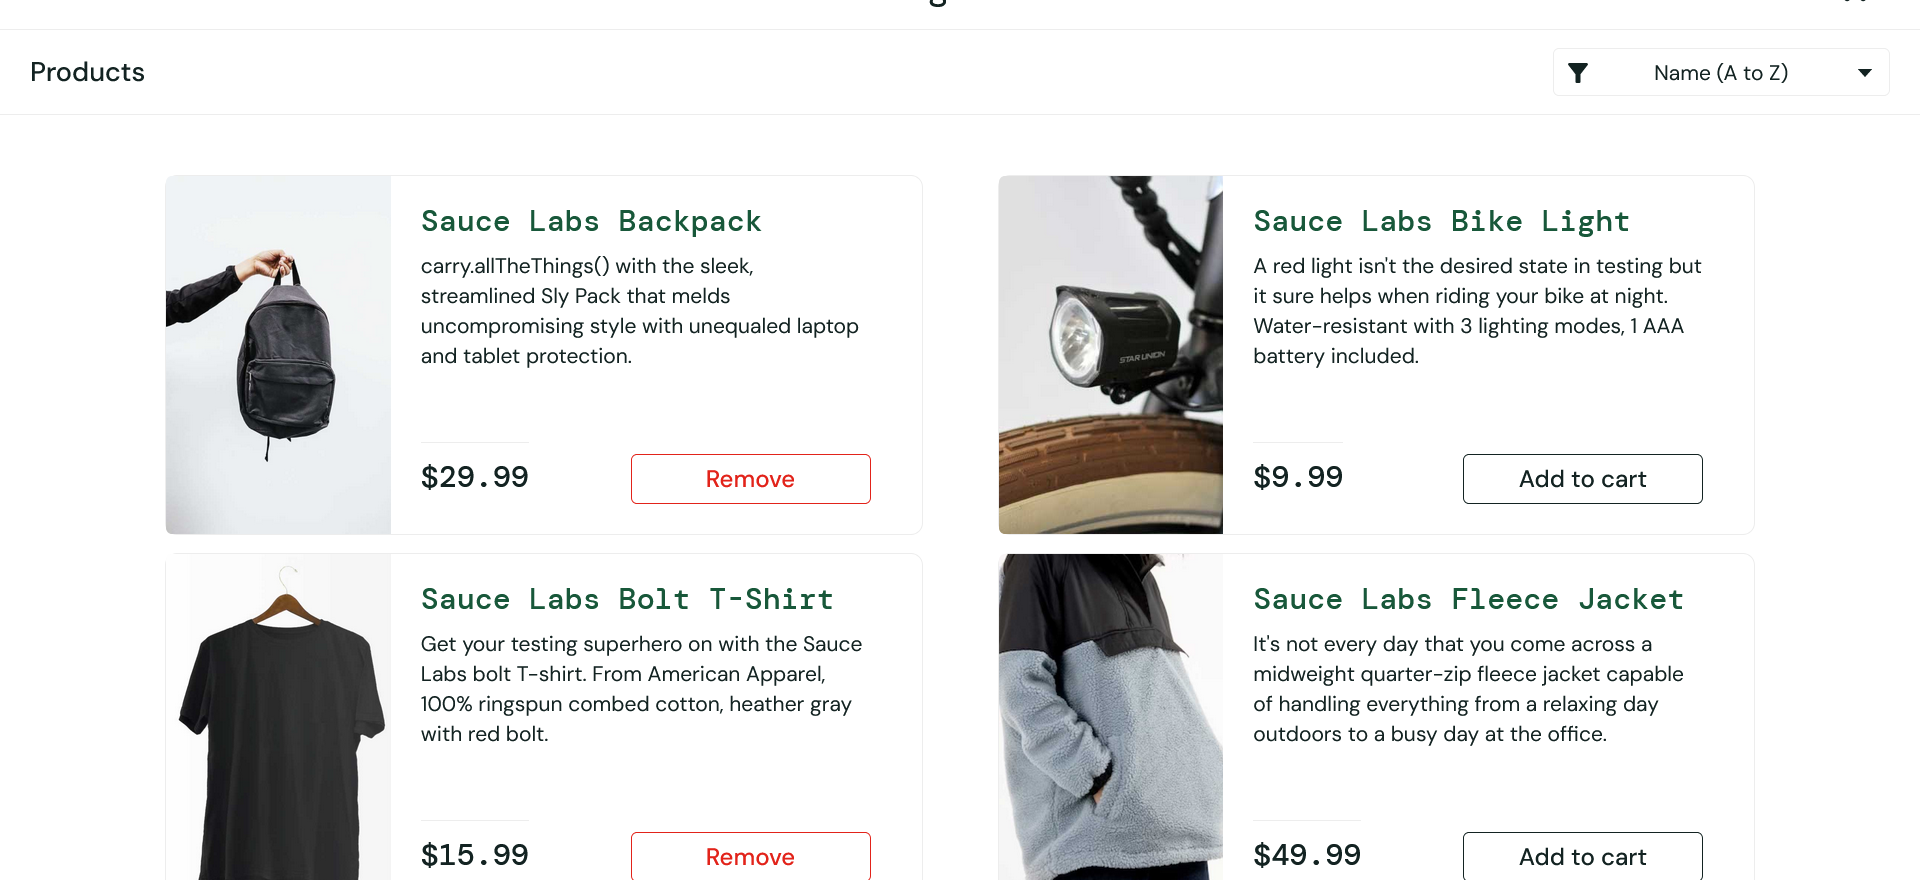 Products
Name (A to Z)
Sauce Labs Backpack
carry.allTheThings() with the sleek,
streamlined Sly Pack that melds
uncompromising style with unequaled laptop
and tablet protection.
$29.99
Remove
Sauce Labs Bike Light
A red light isn't the desired state in testing but
it sure helps when riding your bike at night.
Water-resistant with 3 lighting modes, 1 AAA
battery included.
STAR UNION
$9.99
Add to cart
Sauce Labs Bolt T-Shirt
Get your testing superhero on with the Sauce
Labs bolt T-shirt. From American Apparel,
100% ringspun combed cotton, heather gray
with red bolt.
$15.99
Remove
Sauce Labs Fleece Jacket
It's not every day that you come across a
midweight quarter-zip fleece jacket capable
of handling everything from a relaxing day
outdoors to a busy day at the office.
$49.99
Add to cart